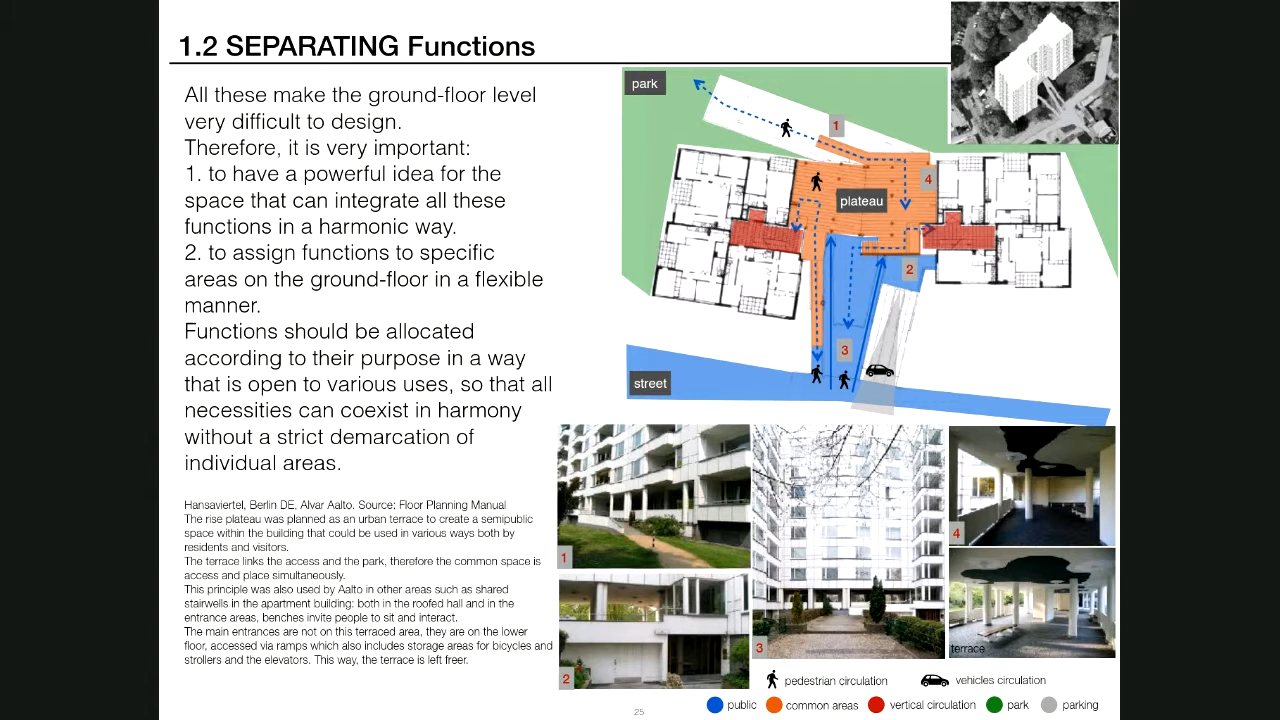 1.2 SEPARATING Functions
All these make the ground-floor level
very difficult to design.
Therefore, it is very important:
1. to have a powerful idea for the
space that can integrate all these
functions in a harmonic way.
2. to assign functions to specific
areas on the ground-floor in a flexible
manner.
Functions should be allocated
according to their purpose in a way
that is open to various uses, so that all
necessities can coexist in harmony
without a strict demarcation of
individual areas.
Hansaviertel, Berlin DE, Alvar Aalto. Source; Floor Planning Manual
The rise plateau was planned as an urban terrace to create a semipublic
space within the building that could be used in various ways both by
residents and visitors.
The terrace links the access and the park, therefore the common space is
access and place simultaneously.
This principle was also used by Aalto in other areas such as shared
stairwells in the apartment building: both in the roofed hall and in the
entrance areas, benches invite people to sit and interact.
The main entrances are not on this terraced area, they are on the lower
floor, accessed via ramps which also includes storage areas for bicycles and
strollers and the elevators. This way, the terrace is left freer.
park
1
4
plateau
2
3
street
1
2
3
4
terrace
pedestrian circulation
vehicles circulation
public
common areas
vertical circulation
park
parking
25